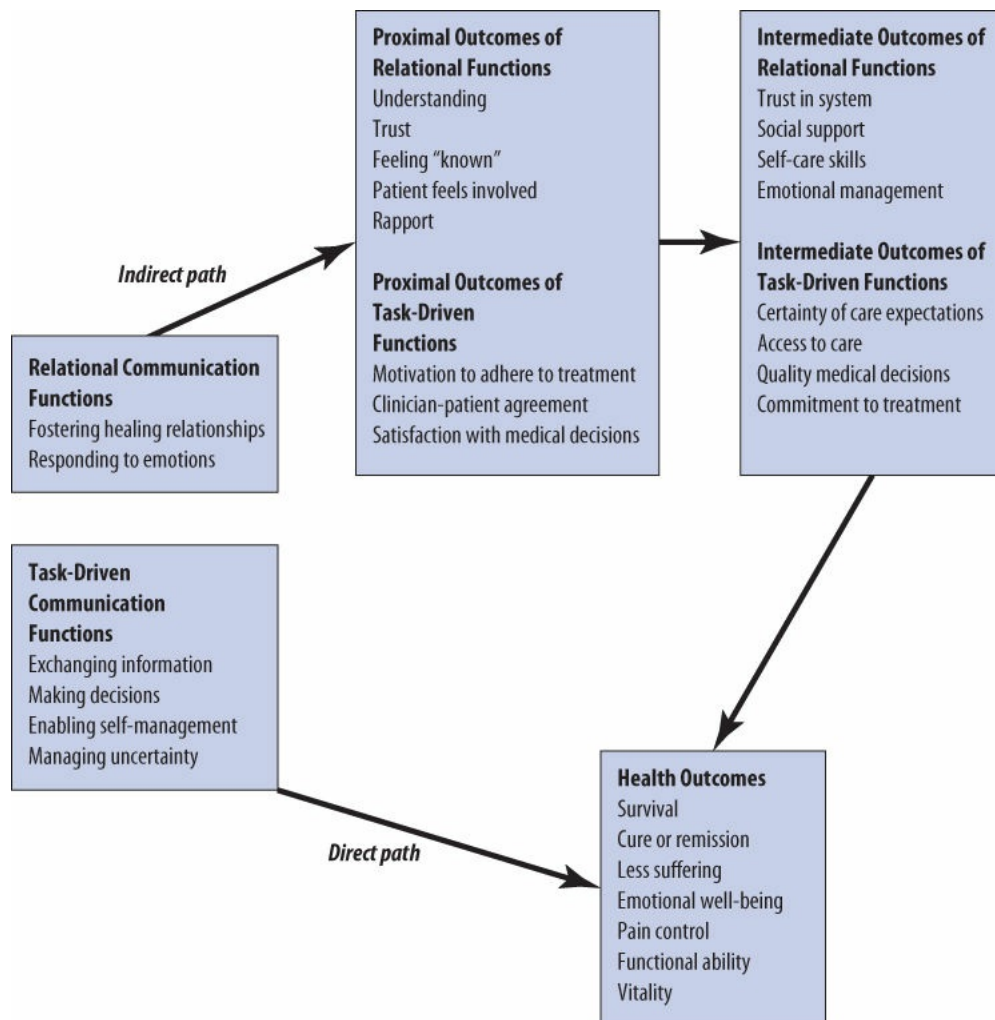 Proximal Outcomes of
Relational Functions
Understanding
Trust
Feeling “known”
Patient feels involved
Rapport
Proximal Outcomes of
Task-Driven
Functions
Motivation to adhere to treatment
Clinician-patient agreement
Satisfaction with medical decisions
Intermediate Outcomes of
Relational Functions
Trust in system
Social support
Self-care skills
Emotional management
Intermediate Outcomes of
Task-Driven Functions
Certainty of care expectations
Access to care
Quality medical decisions
Commitment to treatment
Indirect path
Relational Communication
Functions
Fostering healing relationships
Responding to emotions
Task-Driven
Communication
Functions
Exchanging information
Making decisions
Enabling self-management
Managing uncertainty
Direct path
Health Outcomes
Survival
Cure or remission
Less suffering
Emotional well-being
Pain control
Functional ability
Vitality